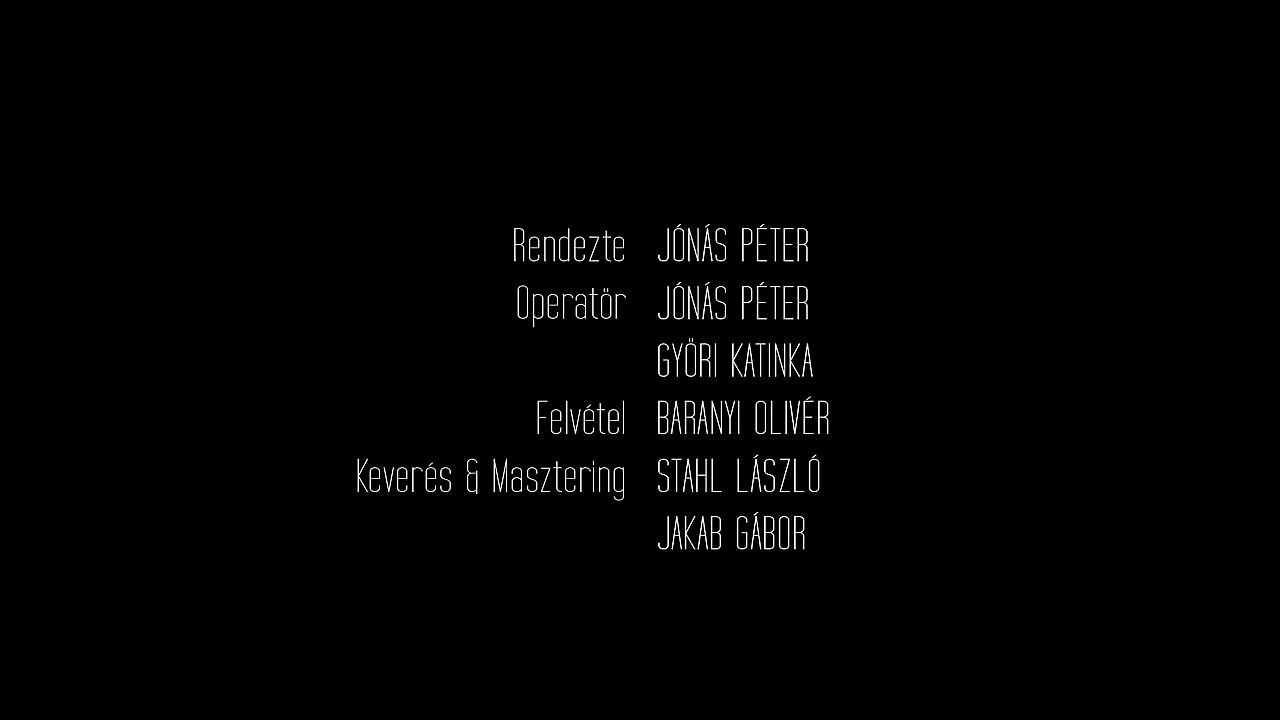 Rendezte JÓNÁS PÉTER
Operatör JÓNÁS PÉTER
GYÖRI KATINKA
Felvétel BARANYI OLIVÉR
Keverés & Masztering STAHL LÁSZLÓ
JAKAB GÁBOR